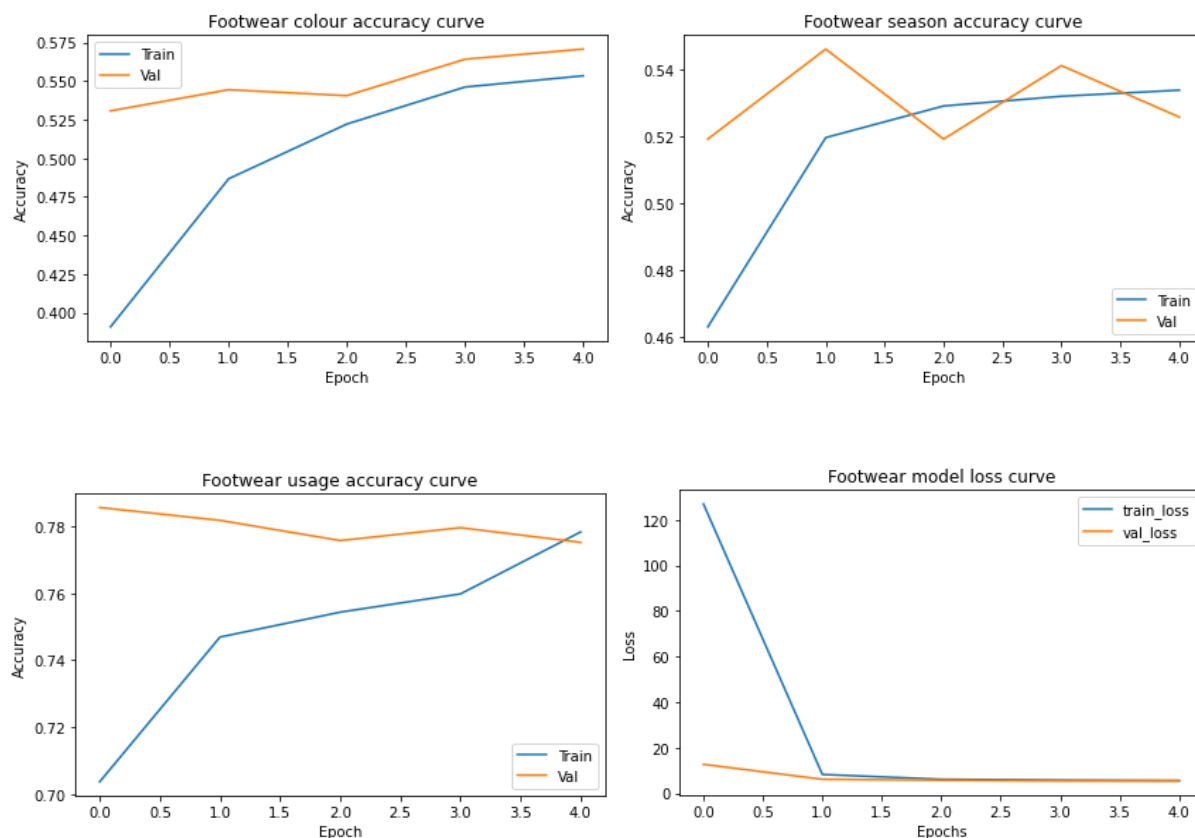 Footwear colour accuracy curve
0.575
0.550
0.525
0.500
0.475
0.450
0.425
0.400
Accuracy
Train
Val
0.0 0.5 1.0 1.5 2.0 2.5 3.0 3.5 4.0
Epoch
Footwear season accuracy curve
0.54
0.52
0.50
0.48
0.46
Accuracy
Train
Val
0.0 0.5 1.0 1.5 2.0 2.5 3.0 3.5 4.0
Epoch
Footwear usage accuracy curve
0.78
0.76
0.74
0.72
0.70
Accuracy
Train
Val
0.0 0.5 1.0 1.5 2.0 2.5 3.0 3.5 4.0
Epoch
Footwear model loss curve
120
100
80
60
40
20
0
Loss
train_loss
val_loss
0.0 0.5 1.0 1.5 2.0 2.5 3.0 3.5 4.0
Epochs